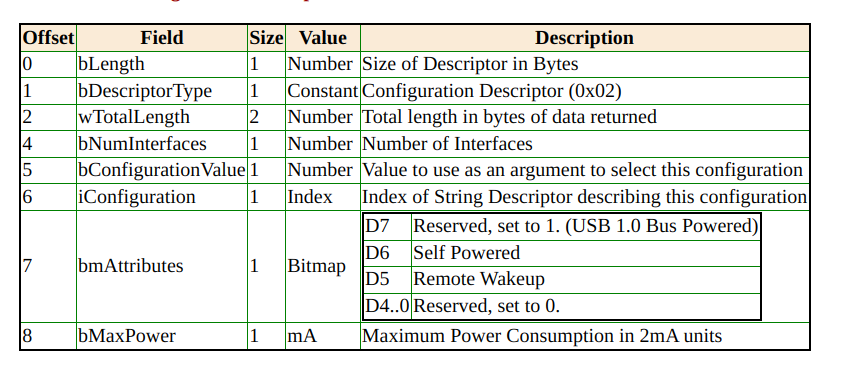 Offset Field Size Value Description
0 bLength 1 Number Size of Descriptor in Bytes
1 bDescriptorType 1 Constant Configuration Descriptor (0x02)
2 wTotalLength 2 Number Total length in bytes of data returned
4 bNumInterfaces 1 Number Number of Interfaces
5 bConfigurationValue 1 Number Value to use as an argument to select this configuration
6 iConfiguration 1 Index Index of String Descriptor describing this configuration
7 bmAttributes 1 Bitmap
D7 Reserved, set to 1. (USB 1.0 Bus Powered)
D6 Self Powered
D5 Remote Wakeup
D4..0 Reserved, set to 0.
8 bMaxPower 1 mA Maximum Power Consumption in 2mA units